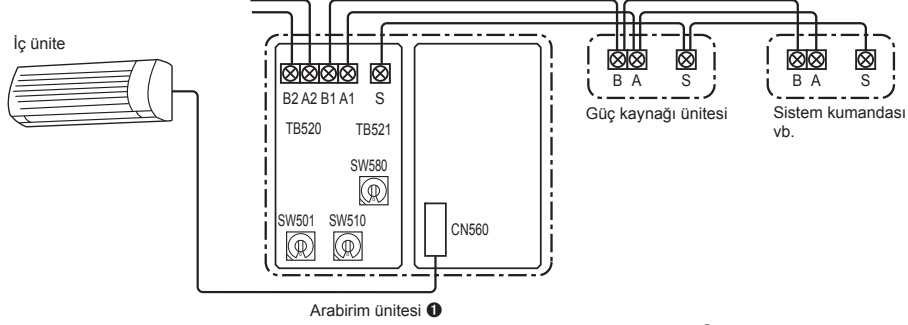 İç ünite
B2 A2 B1 A1 S
TB520 TB521
SW580
SW501 SW510
CN560
B A S
Güç kaynağı ünitesi
B A S
Sistem kumandası
vb.
Arabirim ünitesi ❶